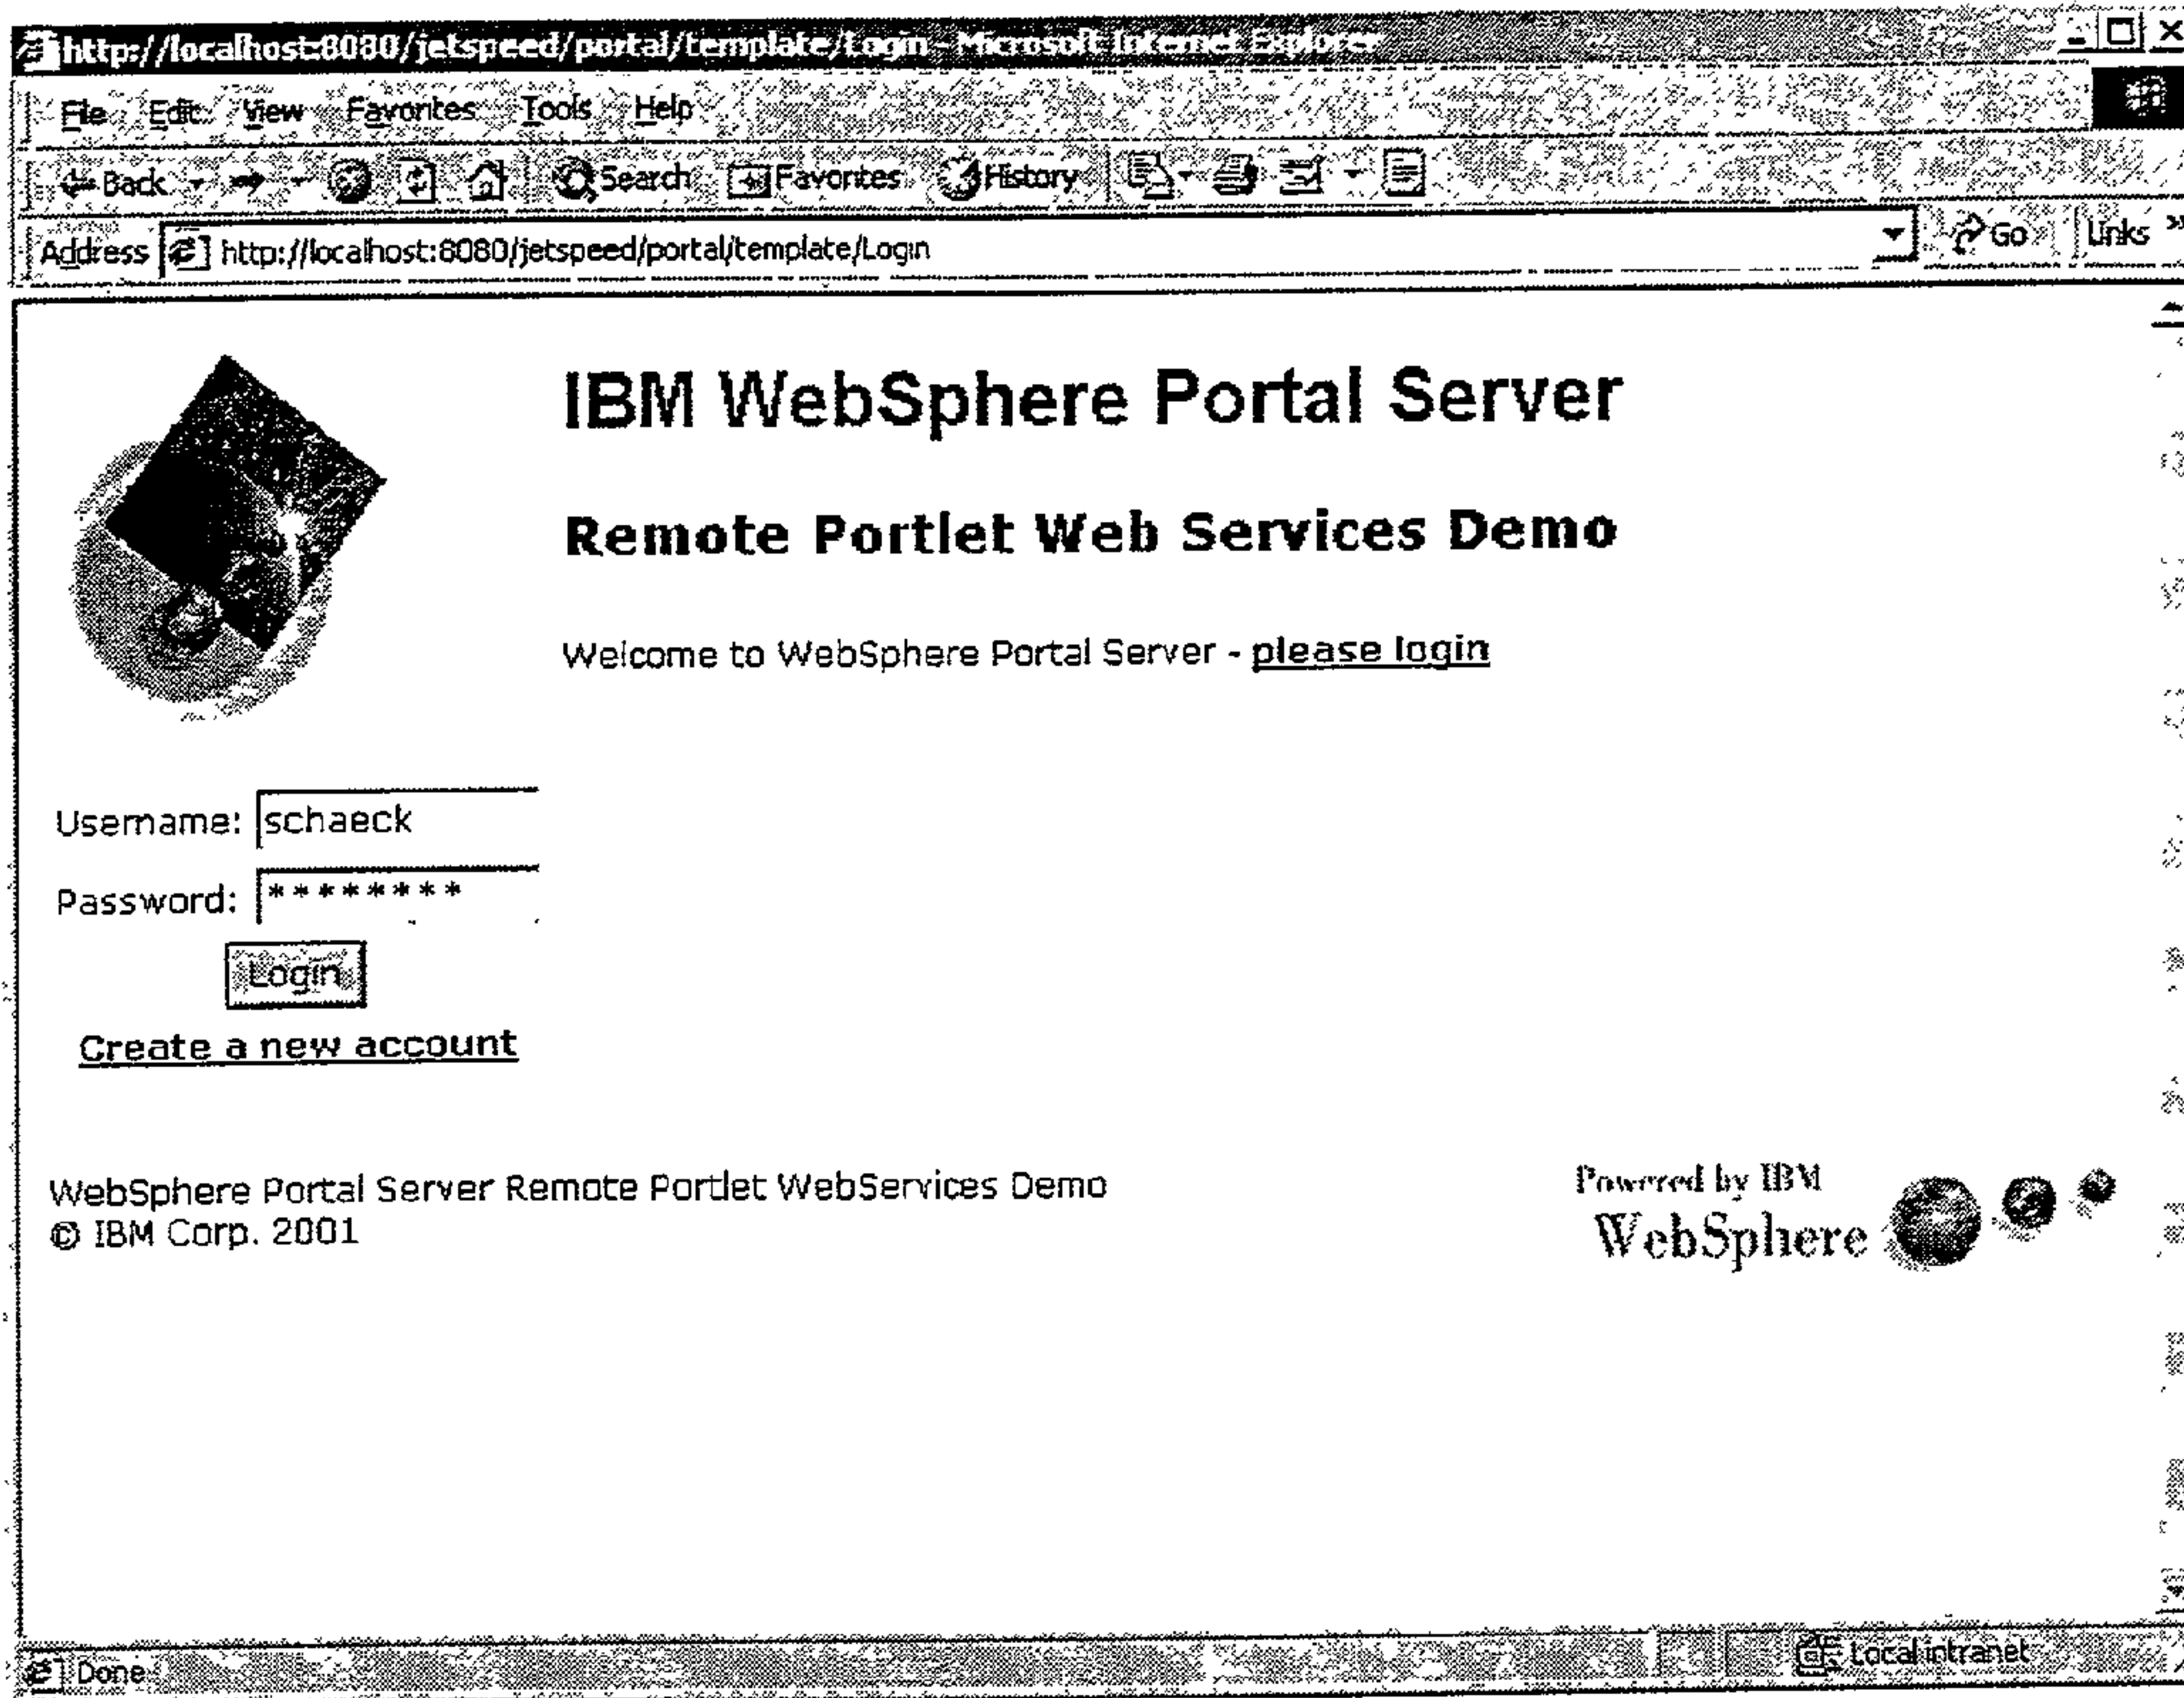 http://localhost:8080/jetspeed/portal/template/Login - Microsoft Internet Explorer
File Edit View Favorites Tools Help
Back Search Favorites History
Address http://localhost:8080/jetspeed/portal/template/Login Go Links »
IBM WebSphere Portal Server
Remote Portlet Web Services Demo
Welcome to WebSphere Portal Server - please login
Username: schaeck
Password: ********
Login
Create a new account
WebSphere Portal Server Remote Portlet WebServices Demo
© IBM Corp. 2001
Powered by IBM
WebSphere
Done Local intranet